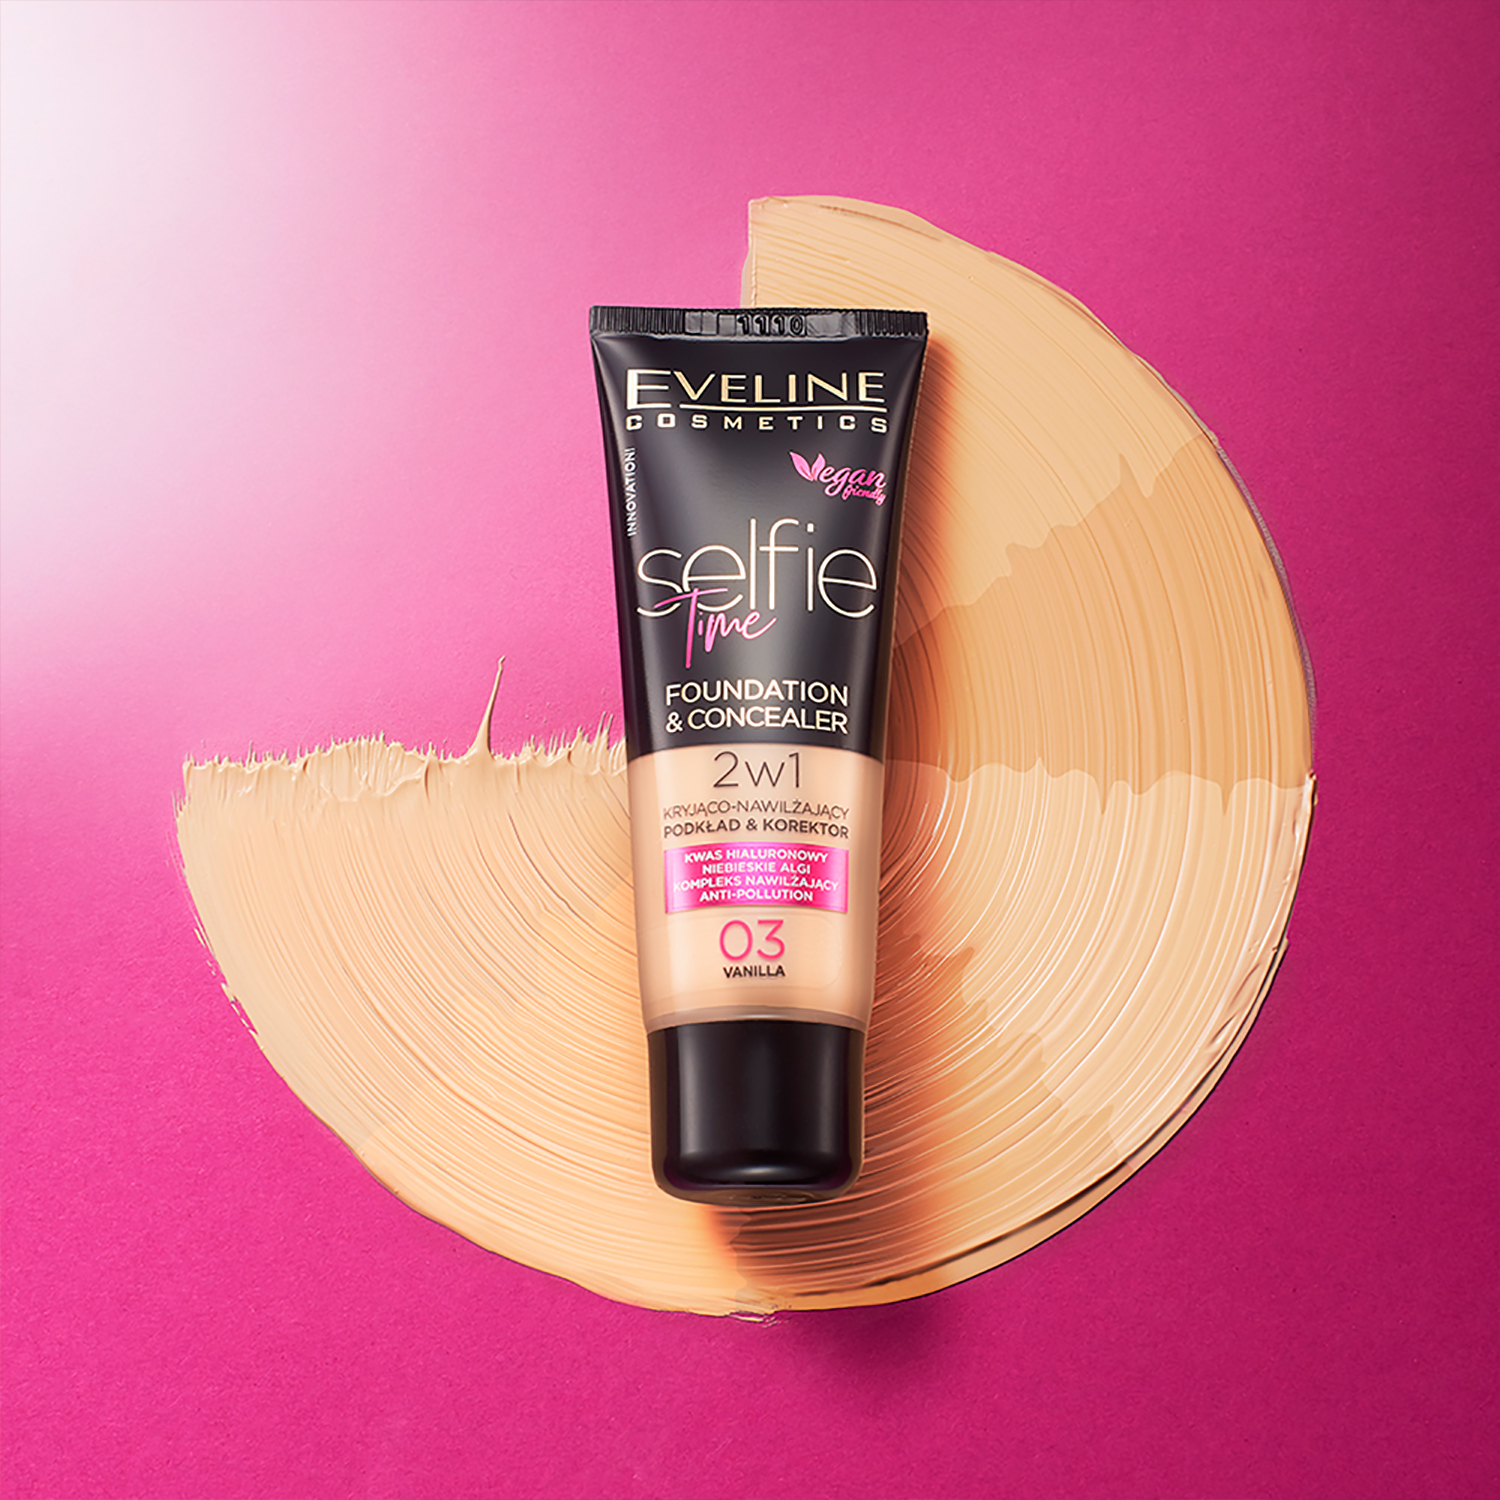 1110
EVELINE
COSMETICS
INNOVATION!
Vegan
friendly
selfie
Time
FOUNDATION
& CONCEALER
2w1
KRYJĄCO-NAWILŻAJĄCY
PODKŁAD & KOREKTOR
KWAS HIALURONOWY
NIEBIESKIE ALGI
KOMPLEKS NAWILŻAJĄCY
ANTI-POLLUTION
03
VANILLA